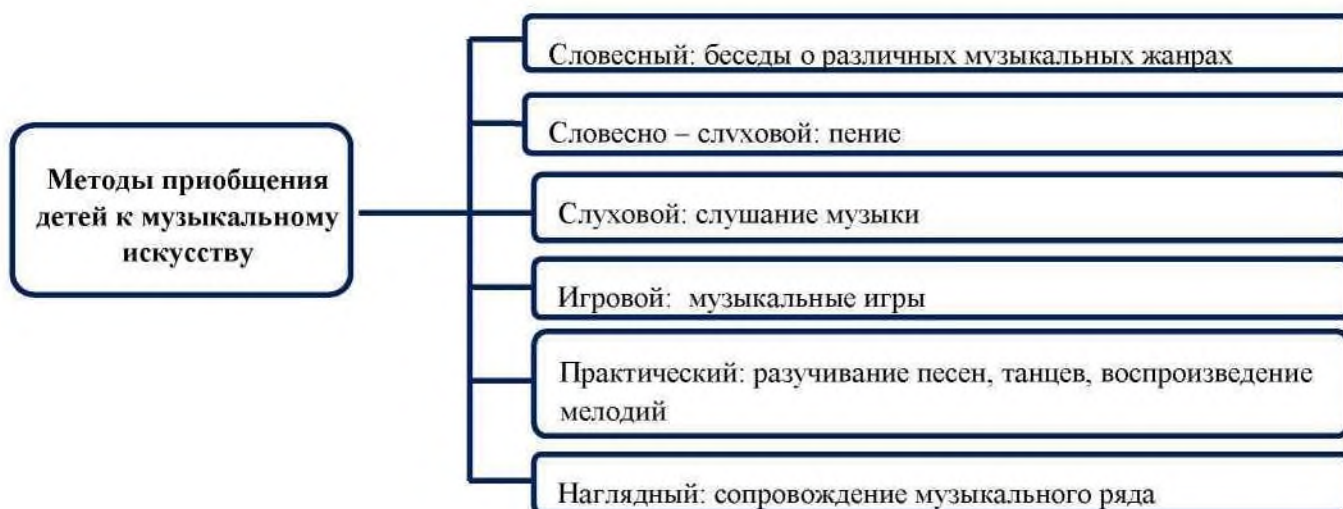 Методы приобщения
детей к музыкальному
искусству
Словесный: беседы о различных музыкальных жанрах
Словесно – слуховой: пение
Слуховой: слушание музыки
Игровой: музыкальные игры
Практический: разучивание песен, танцев, воспроизведение
мелодий
Наглядный: сопровождение музыкального ряда